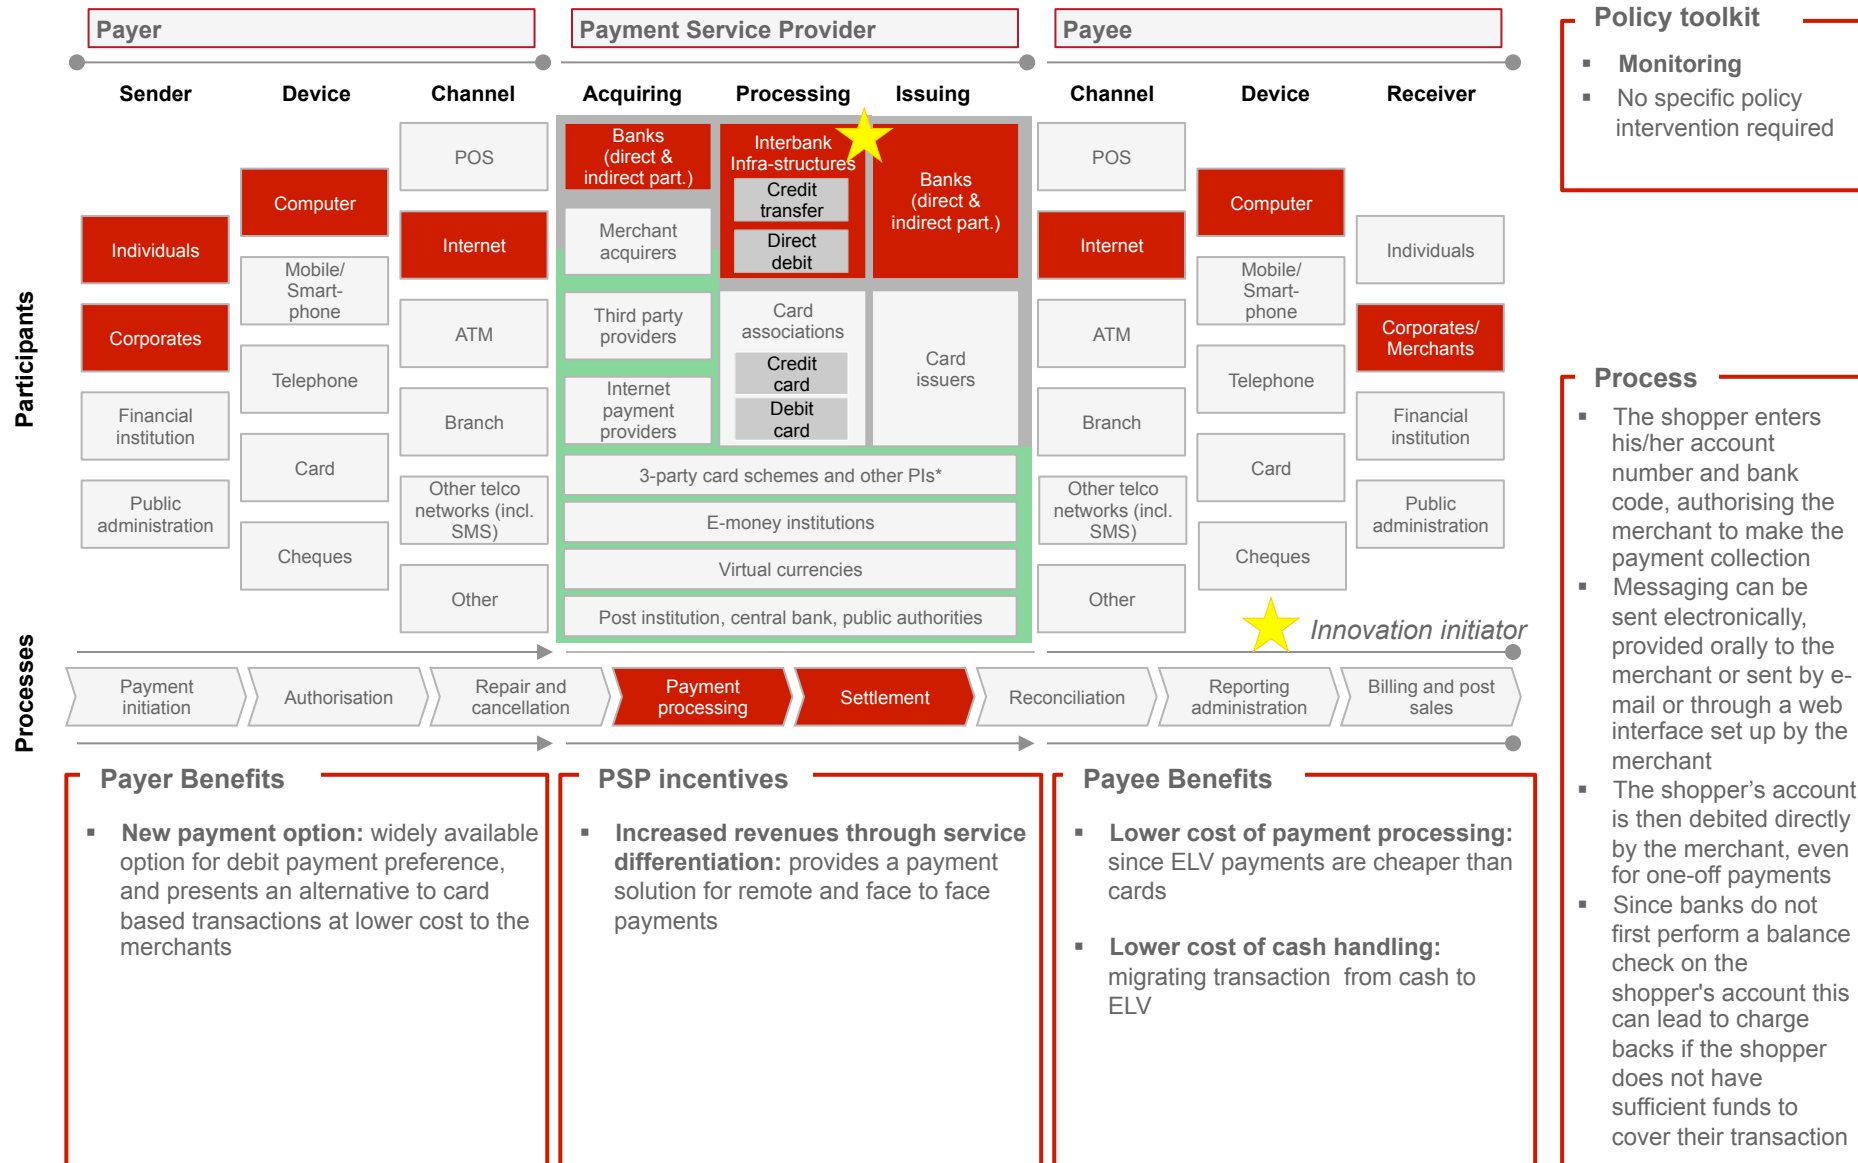 Payer
Payment Service Provider
Payee
Sender
Device
Channel
Acquiring
Processing
Issuing
Channel
Device
Receiver
Participants
Individuals
Corporates
Financial
institution
Public
administration
Computer
Mobile/
Smart-
phone
Telephone
Card
Cheques
POS
Internet
ATM
Branch
Other telco
networks (incl.
SMS)
Other
Banks
(direct &
indirect part.)
Merchant
acquirers
Third party
providers
Internet
payment
providers
Interbank
Infra-structures
Credit
transfer
Direct
debit
Card
associations
Credit
card
Debit
card
Banks
(direct &
indirect part.)
Card
issuers
3-party card schemes and other PIs*
E-money institutions
Virtual currencies
Post institution, central bank, public authorities
POS
Internet
ATM
Branch
Other telco
networks (incl.
SMS)
Other
Computer
Mobile/
Smart-
phone
Telephone
Card
Cheques
Individuals
Corporates/
Merchants
Financial
institution
Public
administration
Innovation initiator
Processes
Payment
initiation
Authorisation
Repair and
cancellation
Payment
processing
Settlement
Reconciliation
Reporting
administration
Billing and post
sales
Payer Benefits
▪ New payment option: widely available
option for debit payment preference,
and presents an alternative to card
based transactions at lower cost to the
merchants
PSP incentives
▪ Increased revenues through service
differentiation: provides a payment
solution for remote and face to face
payments
Payee Benefits
▪ Lower cost of payment processing:
since ELV payments are cheaper than
cards
▪ Lower cost of cash handling:
migrating transaction from cash to
ELV
Policy toolkit
▪ Monitoring
▪ No specific policy
intervention required
Process
▪ The shopper enters
his/her account
number and bank
code, authorising the
merchant to make the
payment collection
▪ Messaging can be
sent electronically,
provided orally to the
merchant or sent by e-
mail or through a web
interface set up by the
merchant
▪ The shopper’s account
is then debited directly
by the merchant, even
for one-off payments
▪ Since banks do not
first perform a balance
check on the
shopper's account this
can lead to charge
backs if the shopper
does not have
sufficient funds to
cover their transaction